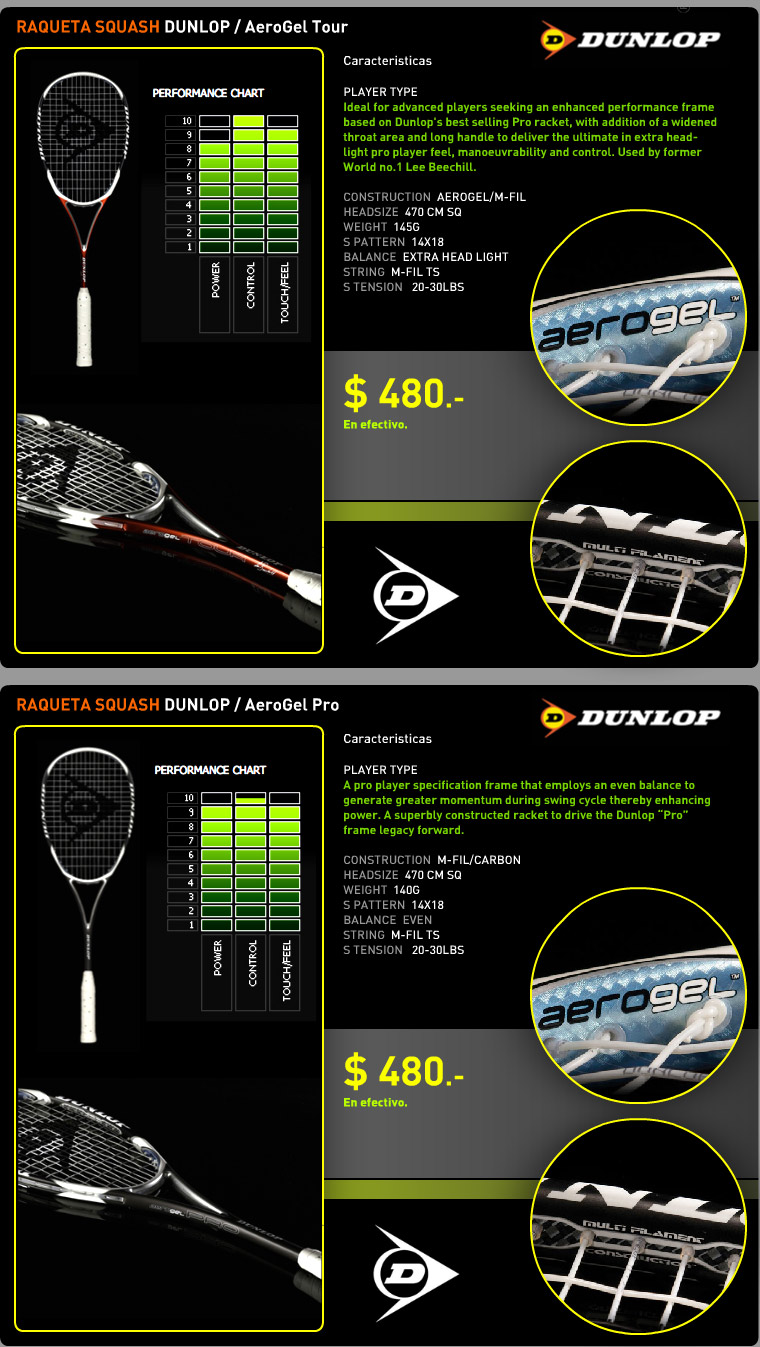 RAQUETA SQUASH DUNLOP / AeroGel Tour
DUNLOP
PERFORMANCE CHART
10
9
8
7
6
5
4
3
2
1
POWER
CONTROL
TOUCH/FEEL
Caracteristicas
PLAYER TYPE
Ideal for advanced players seeking an enhanced performance frame
based on Dunlop's best selling Pro racket, with addition of a widened
throat area and long handle to deliver the ultimate in extra head-
light pro player feel, manoeuvrability and control. Used by former
World no.1 Lee Beechill.
CONSTRUCTION AEROGEL/M-FIL
HEADSIZE 470 CM SQ
WEIGHT 145G
S PATTERN 14X18
BALANCE EXTRA HEAD LIGHT
STRING M-FIL TS
S TENSION 20-30LBS
aerogel™
$ 480.-
En efectivo.
MULTI FILAMENT
CONSTRUCTION
aerogel TOUR
DUNLOP
D
RAQUETA SQUASH DUNLOP / AeroGel Pro
DUNLOP
PERFORMANCE CHART
10
9
8
7
6
5
4
3
2
1
POWER
CONTROL
TOUCH/FEEL
Caracteristicas
PLAYER TYPE
A pro player specification frame that employs an even balance to
generate greater momentum during swing cycle thereby enhancing
power. A superbly constructed racket to drive the Dunlop "Pro"
frame legacy forward.
CONSTRUCTION M-FIL/CARBON
HEADSIZE 470 CM SQ
WEIGHT 140G
S PATTERN 14X18
BALANCE EVEN
STRING M-FIL TS
S TENSION 20-30LBS
aerogel™
$ 480.-
En efectivo.
MULTI FILAMENT
CONSTRUCTION
aerogel PRO
DUNLOP
D